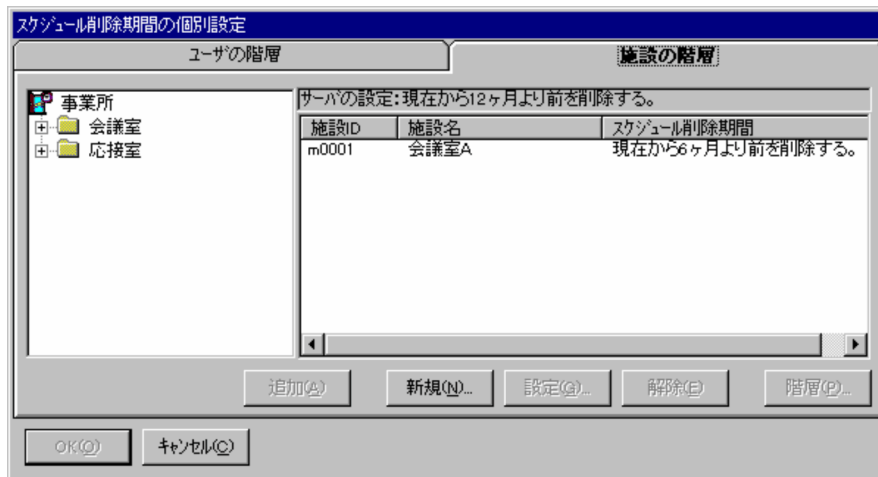 スケジュール削除期間の個別設定
ユーザの階層
施設の階層
事業所
会議室
応接室
サーバの設定:現在から12ヶ月より前を削除する。
施設ID 施設名 スケジュール削除期間
m0001 会議室A 現在から6ヶ月より前を削除する。
追加(A) 新規(N)... 設定(G)... 解除(E) 階層(P)...
OK(O) キャンセル(C)